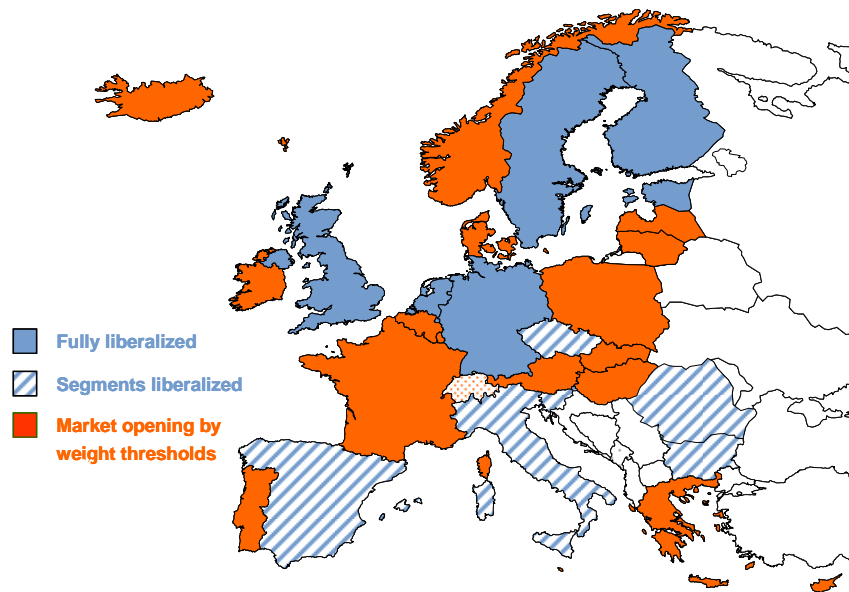 Fully liberalized
Segments liberalized
Market opening by
weight thresholds